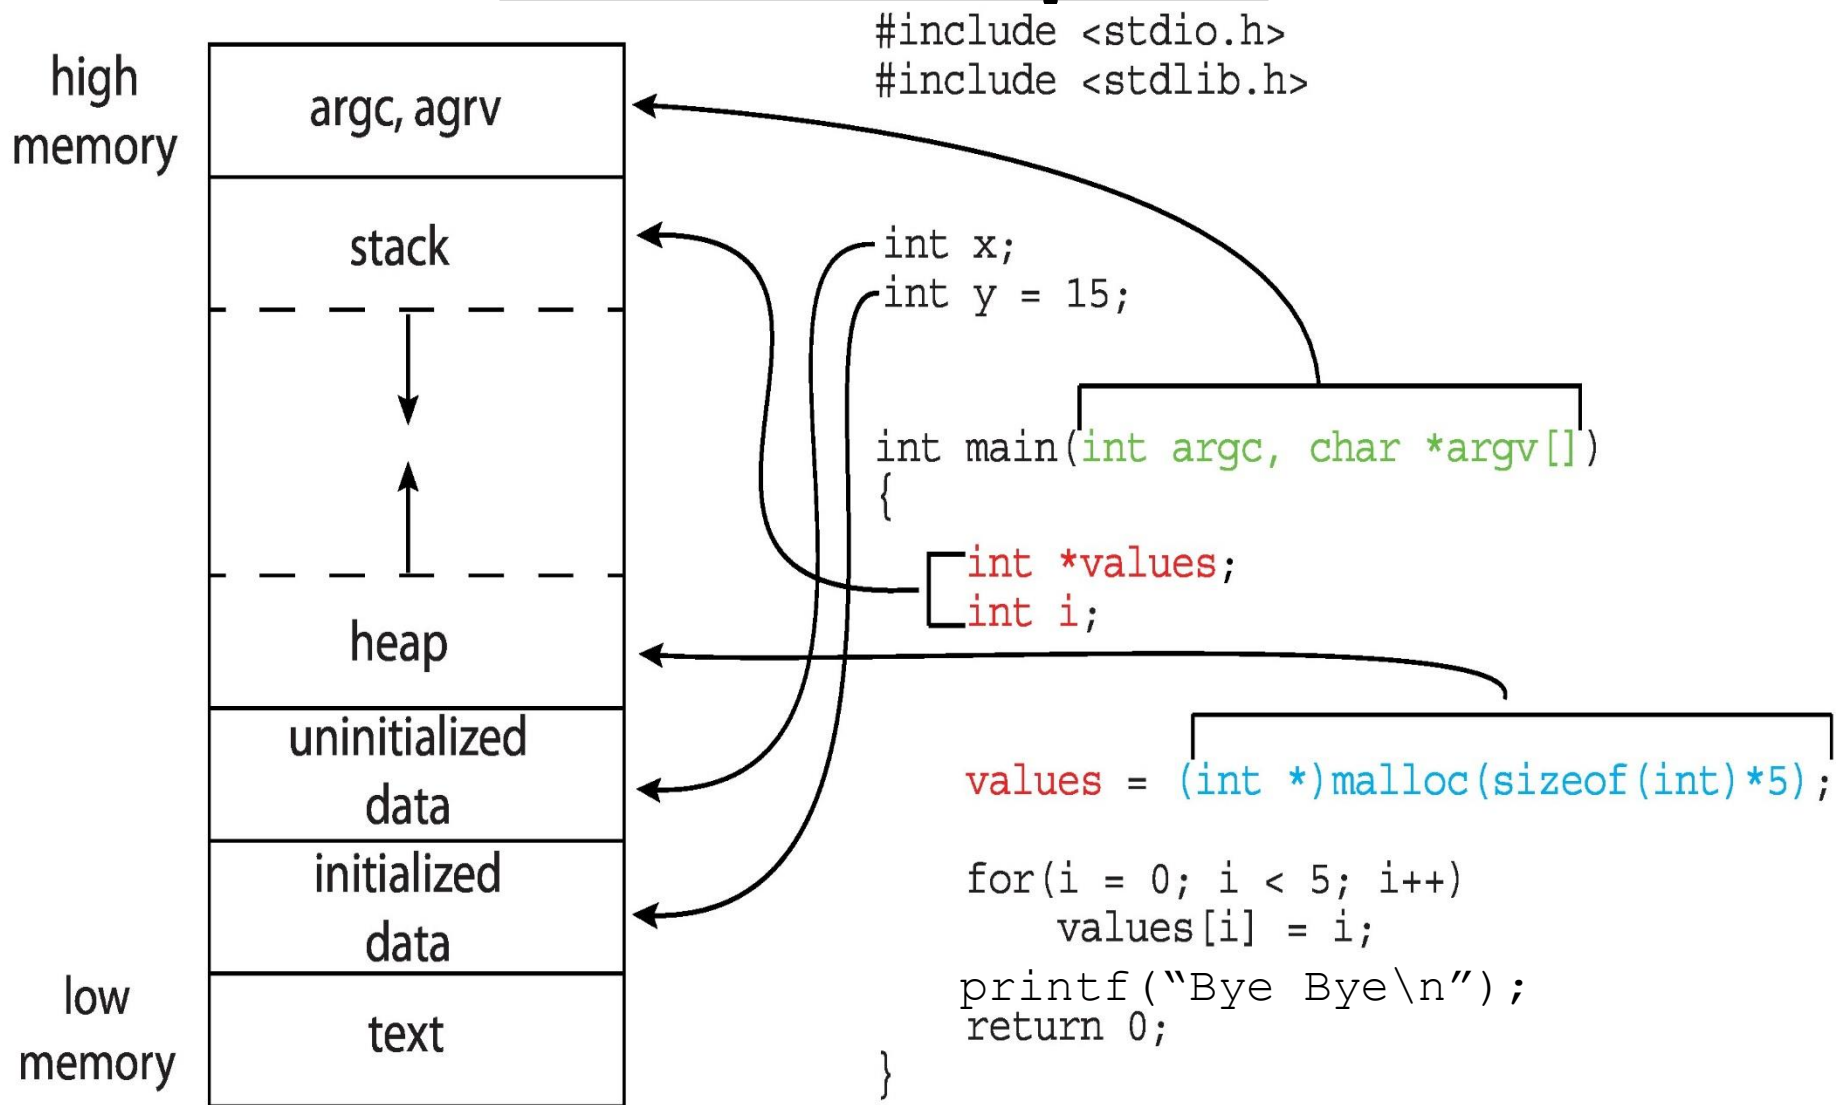 high
memory
argc, agrv
stack
heap
uninitialized
data
initialized
data
low
memory
text
#include <stdio.h>
#include <stdlib.h>
int x;
int y = 15;
int main(int argc, char *argv[])
{
int *values;
int i;
values = (int *)malloc(sizeof(int)*5);
for(i = 0; i < 5; i++)
values[i] = i;
printf(“Bye Bye\n”);
return 0;
}